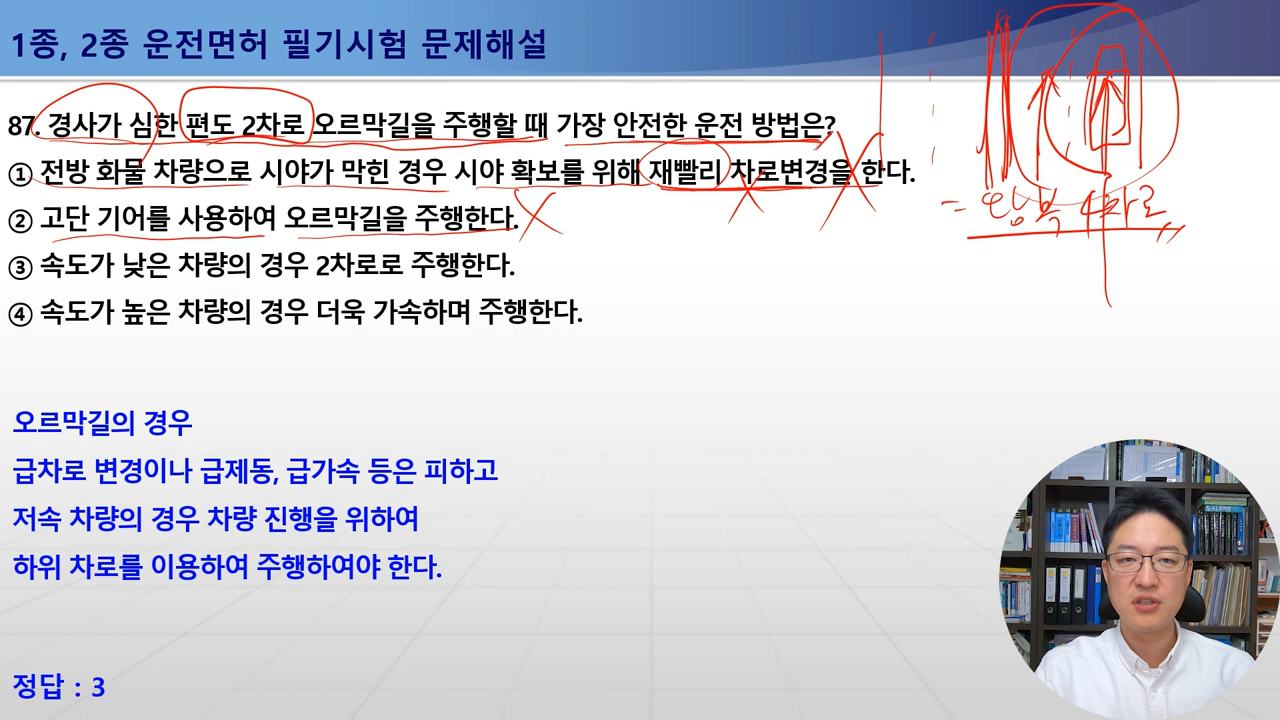 1종, 2종 운전면허 필기시험 문제해설
87. 경사가 심한 편도 2차로 오르막길을 주행할 때 가장 안전한 운전 방법은?
① 전방 화물 차량으로 시야가 막힌 경우 시야 확보를 위해 재빨리 차로변경을 한다.
② 고단 기어를 사용하여 오르막길을 주행한다.
③ 속도가 낮은 차량의 경우 2차로로 주행한다.
④ 속도가 높은 차량의 경우 더욱 가속하며 주행한다.
= 왕복 4차로
오르막길의 경우
급차로 변경이나 급제동, 급가속 등은 피하고
저속 차량의 경우 차량 진행을 위하여
하위 차로를 이용하여 주행하여야 한다.
정답 : 3